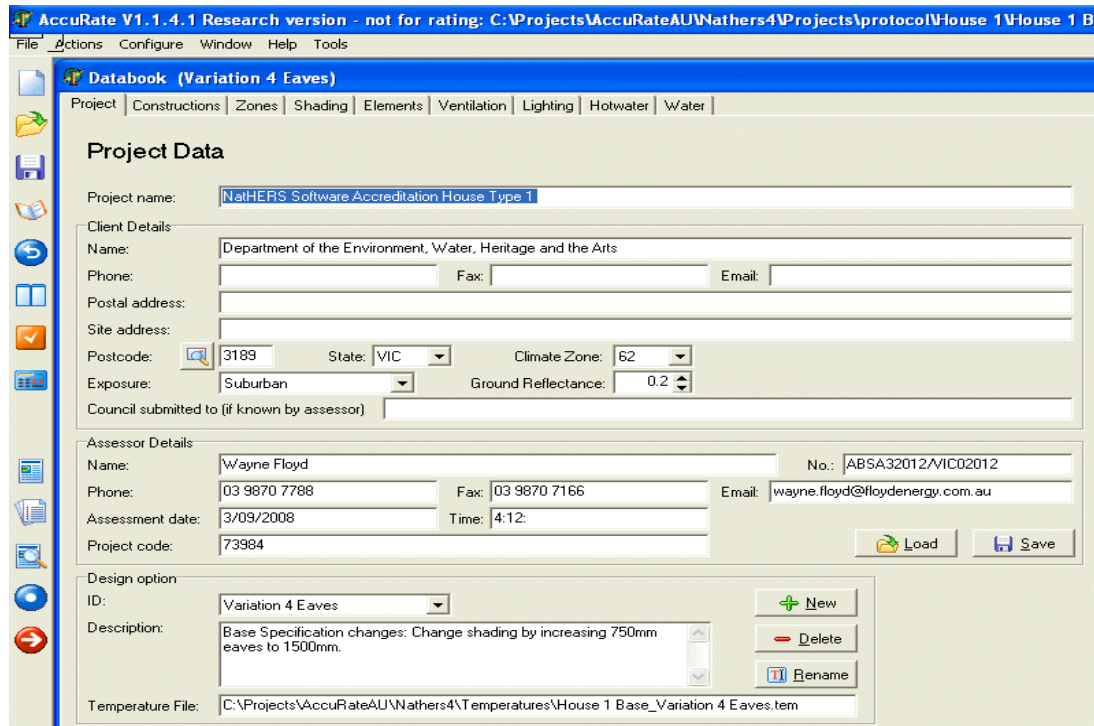 AccuRate V1.1.4.1 Research version - not for rating: C:\Projects\AccuRateAU\Nathers4\Projects\protocol\House 1\House 1 B
File Actions Configure Window Help Tools
Databook (Variation 4 Eaves)
Project Constructions Zones Shading Elements Ventilation Lighting Hotwater Water
Project Data
Project name: NatHERS Software Accreditation House Type 1
Client Details
Name: Department of the Environment, Water, Heritage and the Arts
Phone: Fax: Email:
Postal address:
Site address:
Postcode: 3189 State: VIC Climate Zone: 62
Exposure: Suburban Ground Reflectance: 0.2
Council submitted to (if known by assessor)
Assessor Details
Name: Wayne Floyd No.: ABSA32012/VIC02012
Phone: 03 9870 7788 Fax: 03 9870 7166 Email: wayne.floyd@floydenergy.com.au
Assessment date: 3/09/2008 Time: 4:12:
Project code: 73984 Load Save
Design option
ID: Variation 4 Eaves New
Description: Base Specification changes: Change shading by increasing 750mm
eaves to 1500mm. Delete
Rename
Temperature File: C:\Projects\AccuRateAU\Nathers4\Temperatures\House 1 Base_Variation 4 Eaves.tem